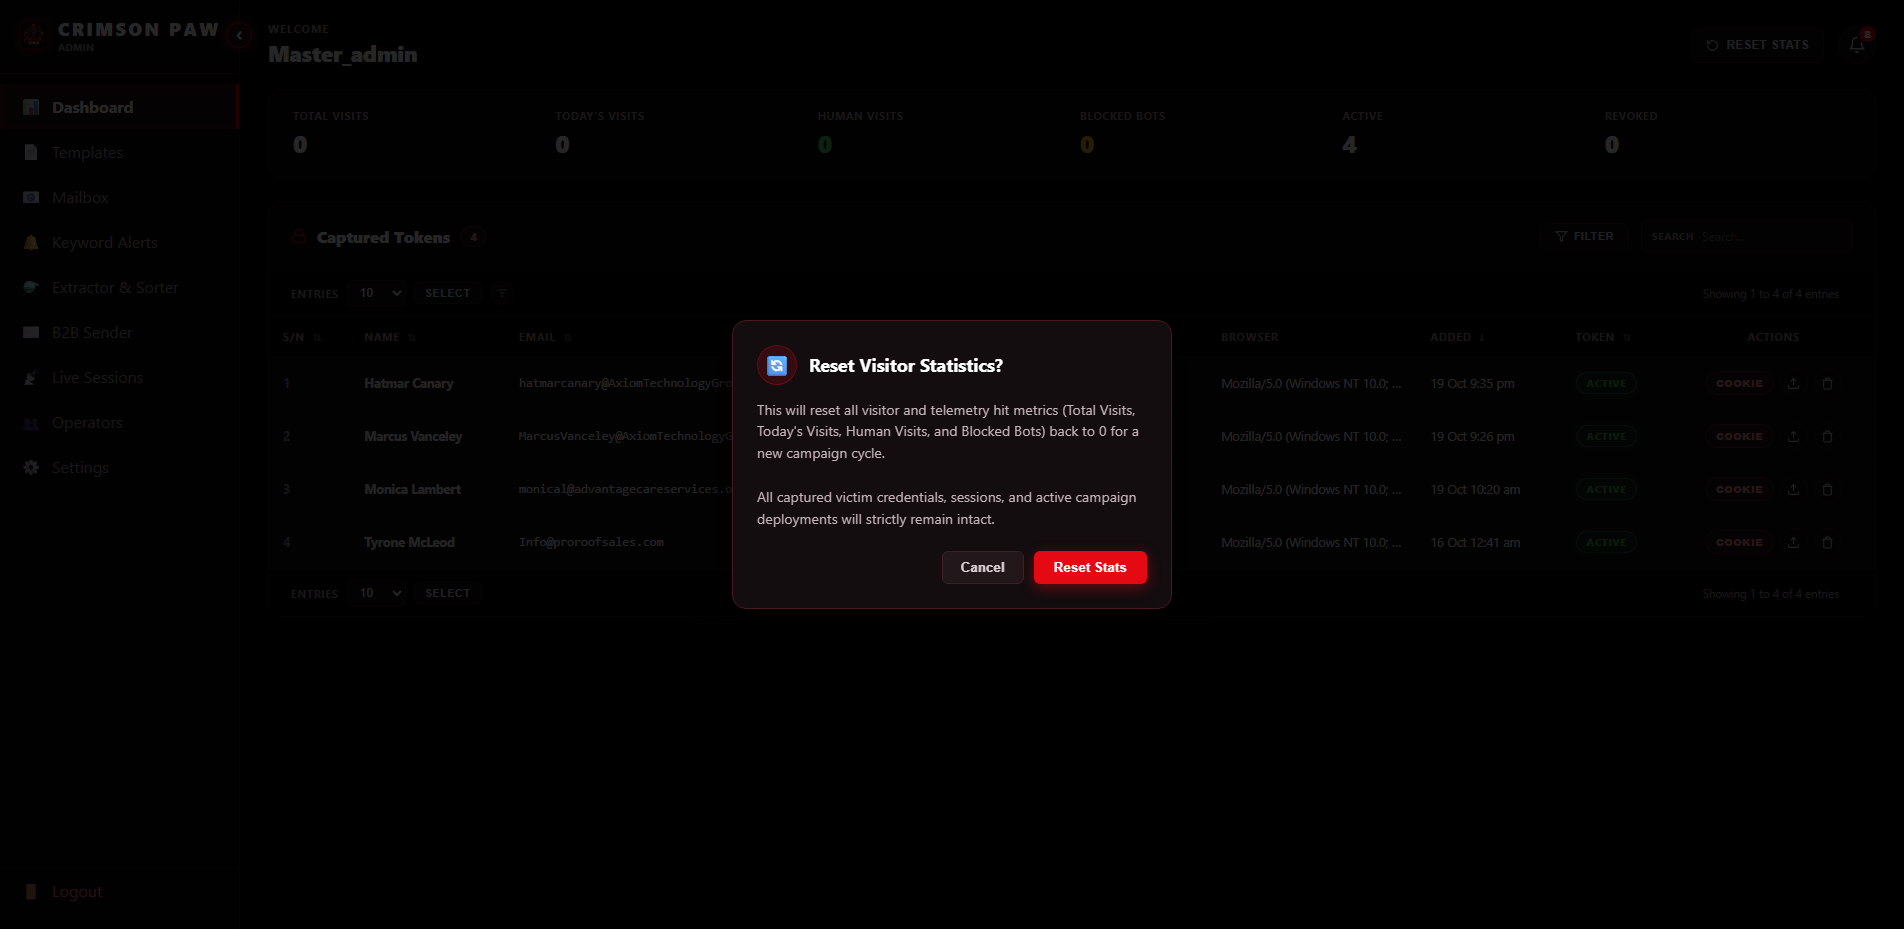 CRIMSON PAW
ADMIN
WELCOME
Master_admin
RESET STATS
8
Dashboard
Templates
Mailbox
Keyword Alerts
Extractor & Sorter
B2B Sender
Live Sessions
Operators
Settings
Logout
TOTAL VISITS TODAY'S VISITS HUMAN VISITS BLOCKED BOTS ACTIVE REVOKED
0 0 0 0 4 0
Captured Tokens 4 FILTER SEARCH Search...
ENTRIES 10 SELECT Showing 1 to 4 of 4 entries
S/N NAME EMAIL BROWSER ADDED ↓ TOKEN ACTIONS
1 Hatmar Canary hatmarcanary@AxiomTechnologyGro Mozilla/5.0 (Windows NT 10.0; ... 19 Oct 9:35 pm ACTIVE COOKIE
2 Marcus Vanceley MarcusVanceley@AxiomTechnologyG Mozilla/5.0 (Windows NT 10.0; ... 19 Oct 9:26 pm ACTIVE COOKIE
3 Monica Lambert monical@advantagecareservices.o Mozilla/5.0 (Windows NT 10.0; ... 19 Oct 10:20 am ACTIVE COOKIE
4 Tyrone McLeod Info@proroofsales.com Mozilla/5.0 (Windows NT 10.0; ... 16 Oct 12:41 am ACTIVE COOKIE
ENTRIES 10 SELECT Showing 1 to 4 of 4 entries
Reset Visitor Statistics?
This will reset all visitor and telemetry hit metrics (Total Visits,
Today's Visits, Human Visits, and Blocked Bots) back to 0 for a
new campaign cycle.
All captured victim credentials, sessions, and active campaign
deployments will strictly remain intact.
Cancel Reset Stats